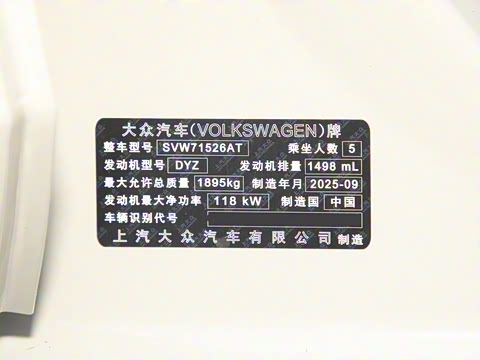 大众汽车(VOLKSWAGEN)牌
整车型号 SVW71526AT 乘坐人数 5
发动机型号 DYZ 发动机排量 1498 mL
最大允许总质量 1895kg 制造年月 2025-09
发动机最大净功率 118 kW 制造国 中国
车辆识别代号
上汽大众汽车有限公司 制造